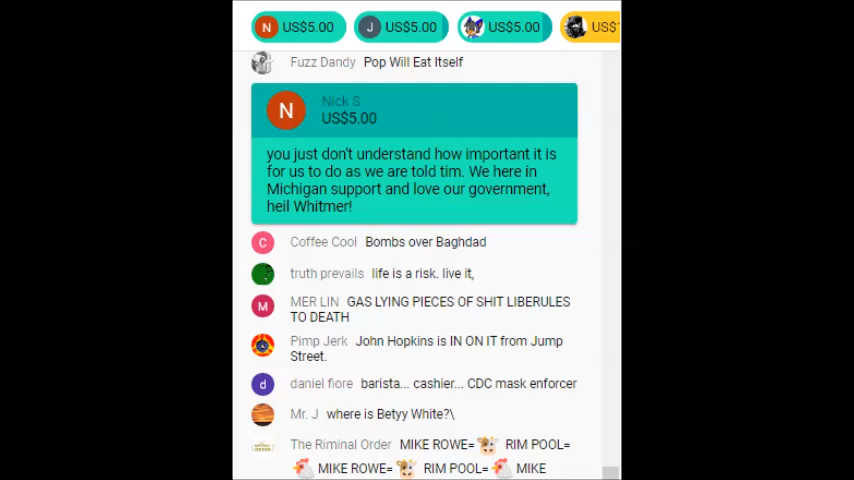 N US$5.00 J US$5.00 US$5.00 US$
Fuzz Dandy Pop Will Eat Itself
N
Nick S
US$5.00
you just don't understand how important it is
for us to do as we are told tim. We here in
Michigan support and love our government,
heil Whitmer!
C Coffee Cool Bombs over Baghdad
truth prevails life is a risk. live it,
M MER LIN GAS LYING PIECES OF SHIT LIBERULES
TO DEATH
Pimp Jerk John Hopkins is IN ON IT from Jump
Street.
d daniel fiore barista... cashier... CDC mask enforcer
Mr. J where is Betyy White?\
The Riminal Order MIKE ROWE=🐮 RIM POOL=
🐔 MIKE ROWE=🐮 RIM POOL=🐔 MIKE